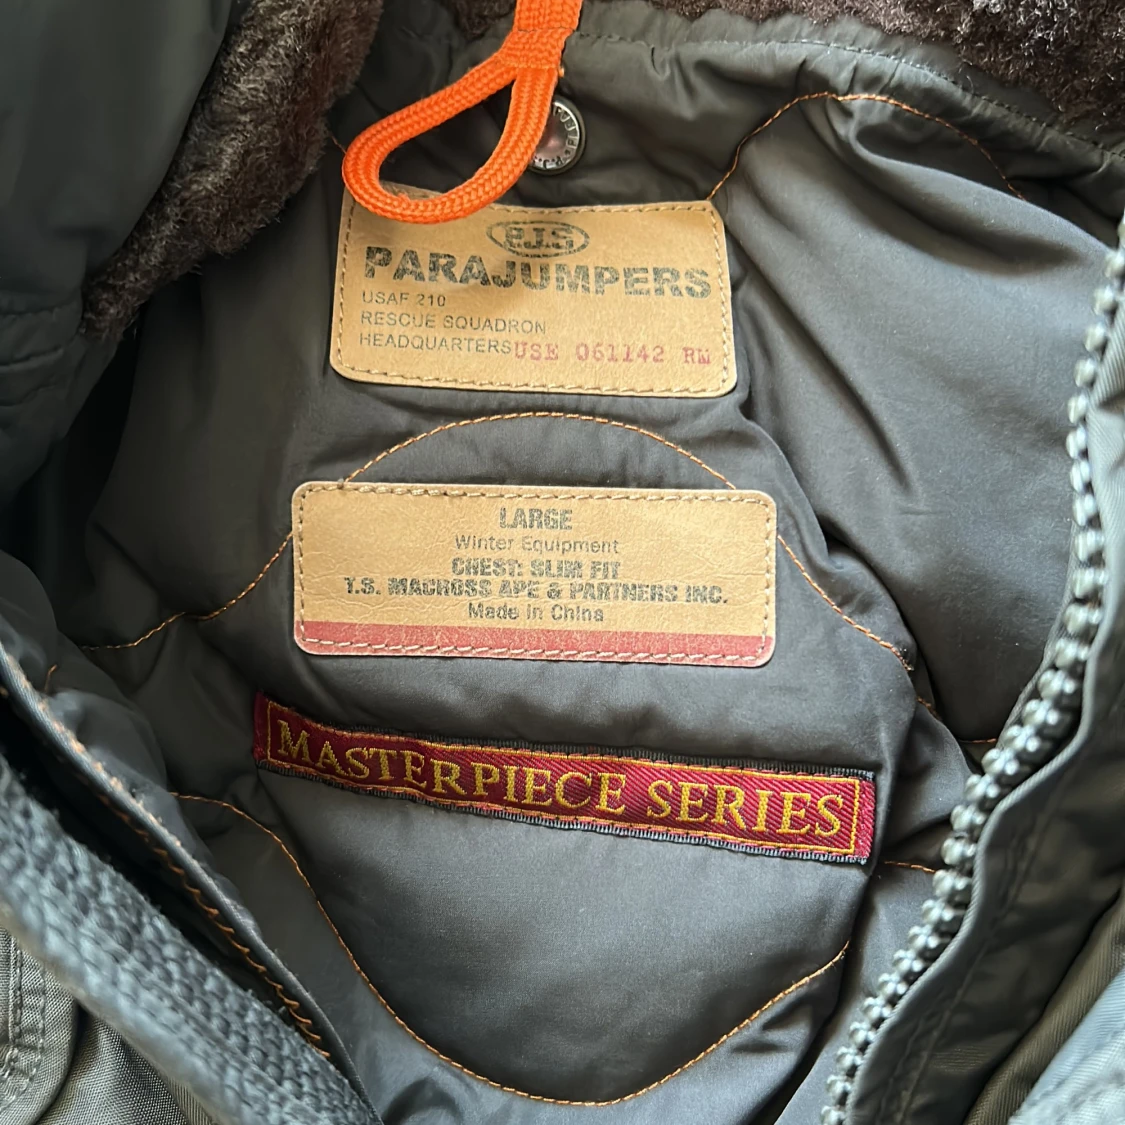 PJS
PARAJUMPERS
USAF 210
RESCUE SQUADRON
HEADQUARTERS USE 061142 RW
LARGE
Winter Equipment
CHEST: SLIM FIT
T.S. MACROSS APE & PARTNERS INC.
Made in China
MASTERPIECE SERIES